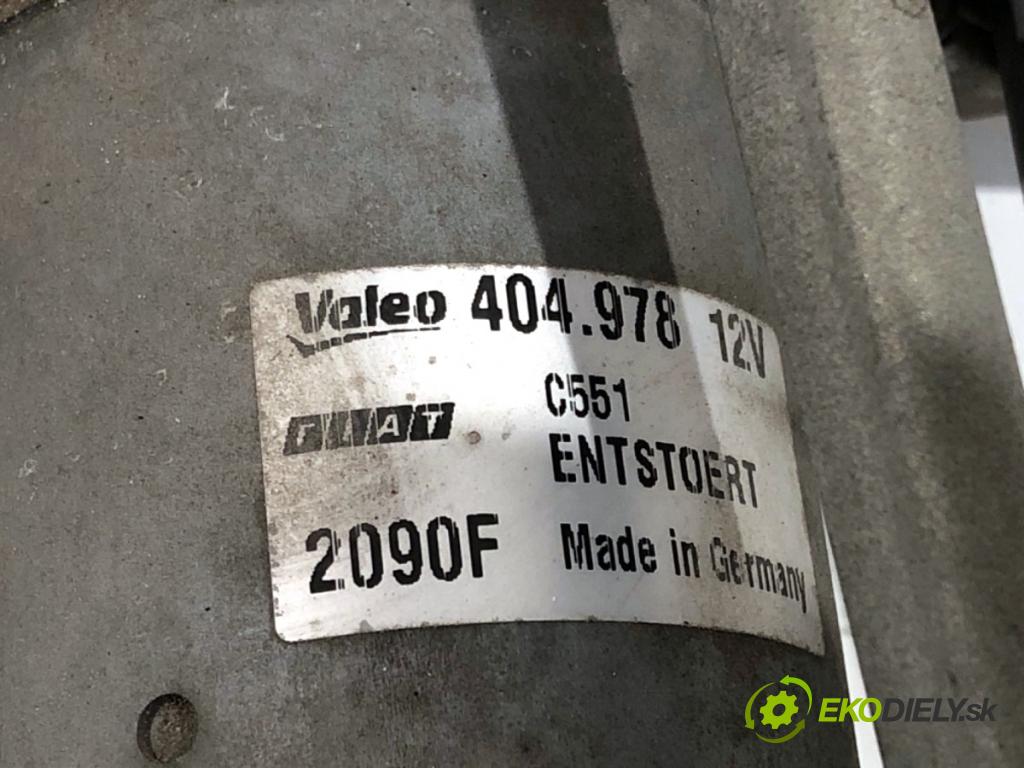 Valeo 404.978 12V
FIAT C551
ENTSTOERT
2090F Made in Germany
EKODIELY.sk